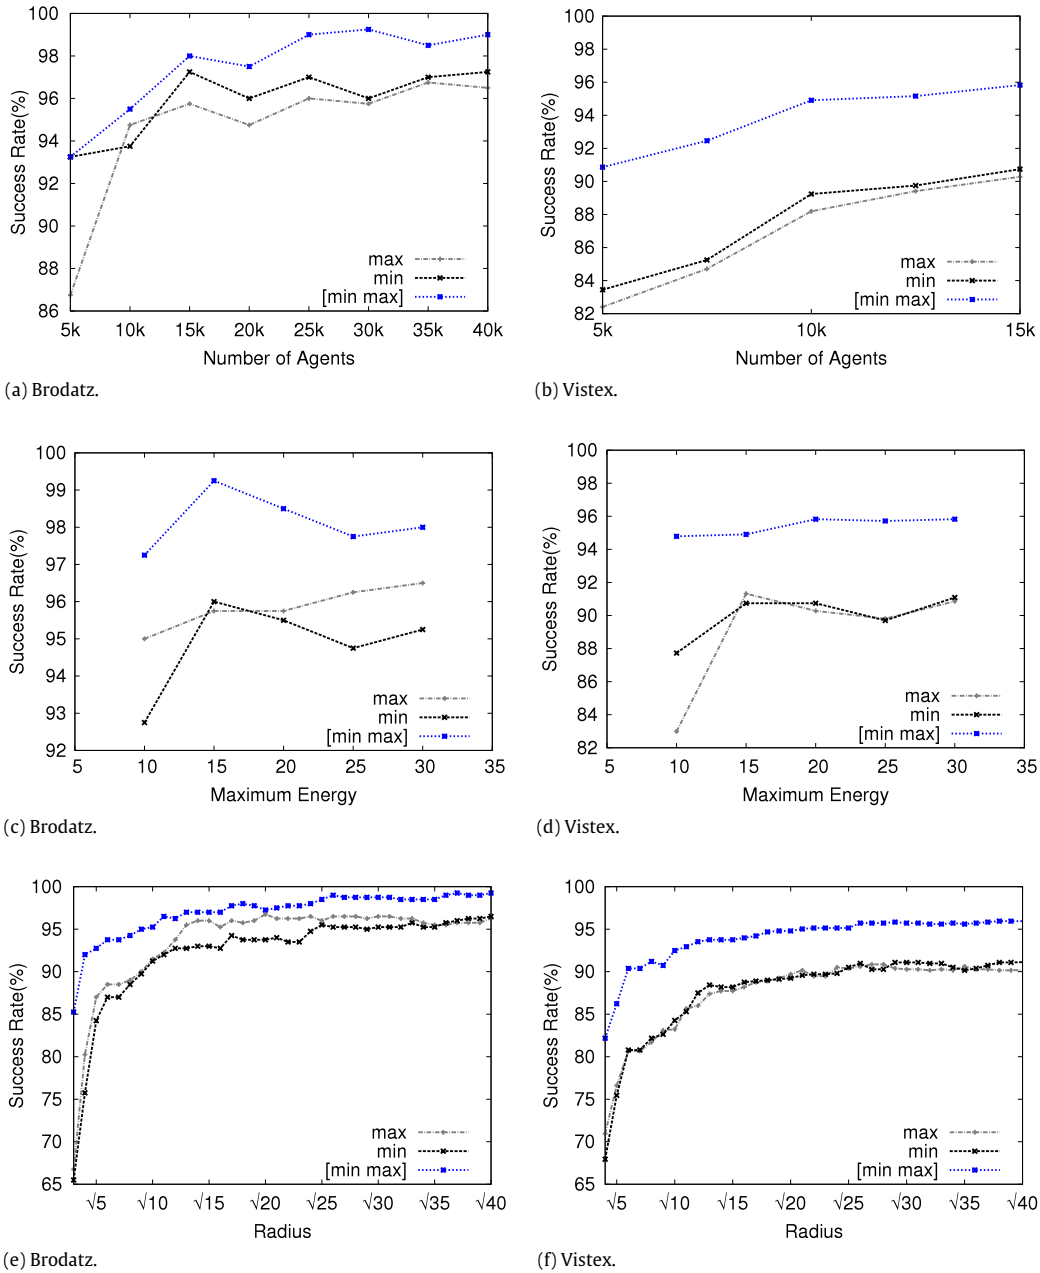 100
98
96
94
92
90
88
86
Success Rate(%)
max
min
[min max]
5k 10k 15k 20k 25k 30k 35k 40k
Number of Agents
(a) Brodatz.
100
98
96
94
92
90
88
86
84
82
Success Rate(%)
max
min
[min max]
5k 10k 15k
Number of Agents
(b) Vistex.
100
99
98
97
96
95
94
93
92
Success Rate(%)
max
min
[min max]
5 10 15 20 25 30 35
Maximum Energy
(c) Brodatz.
100
98
96
94
92
90
88
86
84
82
Success Rate(%)
max
min
[min max]
5 10 15 20 25 30 35
Maximum Energy
(d) Vistex.
100
95
90
85
80
75
70
65
Success Rate(%)
max
min
[min max]
√5 √10 √15 √20 √25 √30 √35 √40
Radius
(e) Brodatz.
100
95
90
85
80
75
70
65
Success Rate(%)
max
min
[min max]
√5 √10 √15 √20 √25 √30 √35 √40
Radius
(f) Vistex.